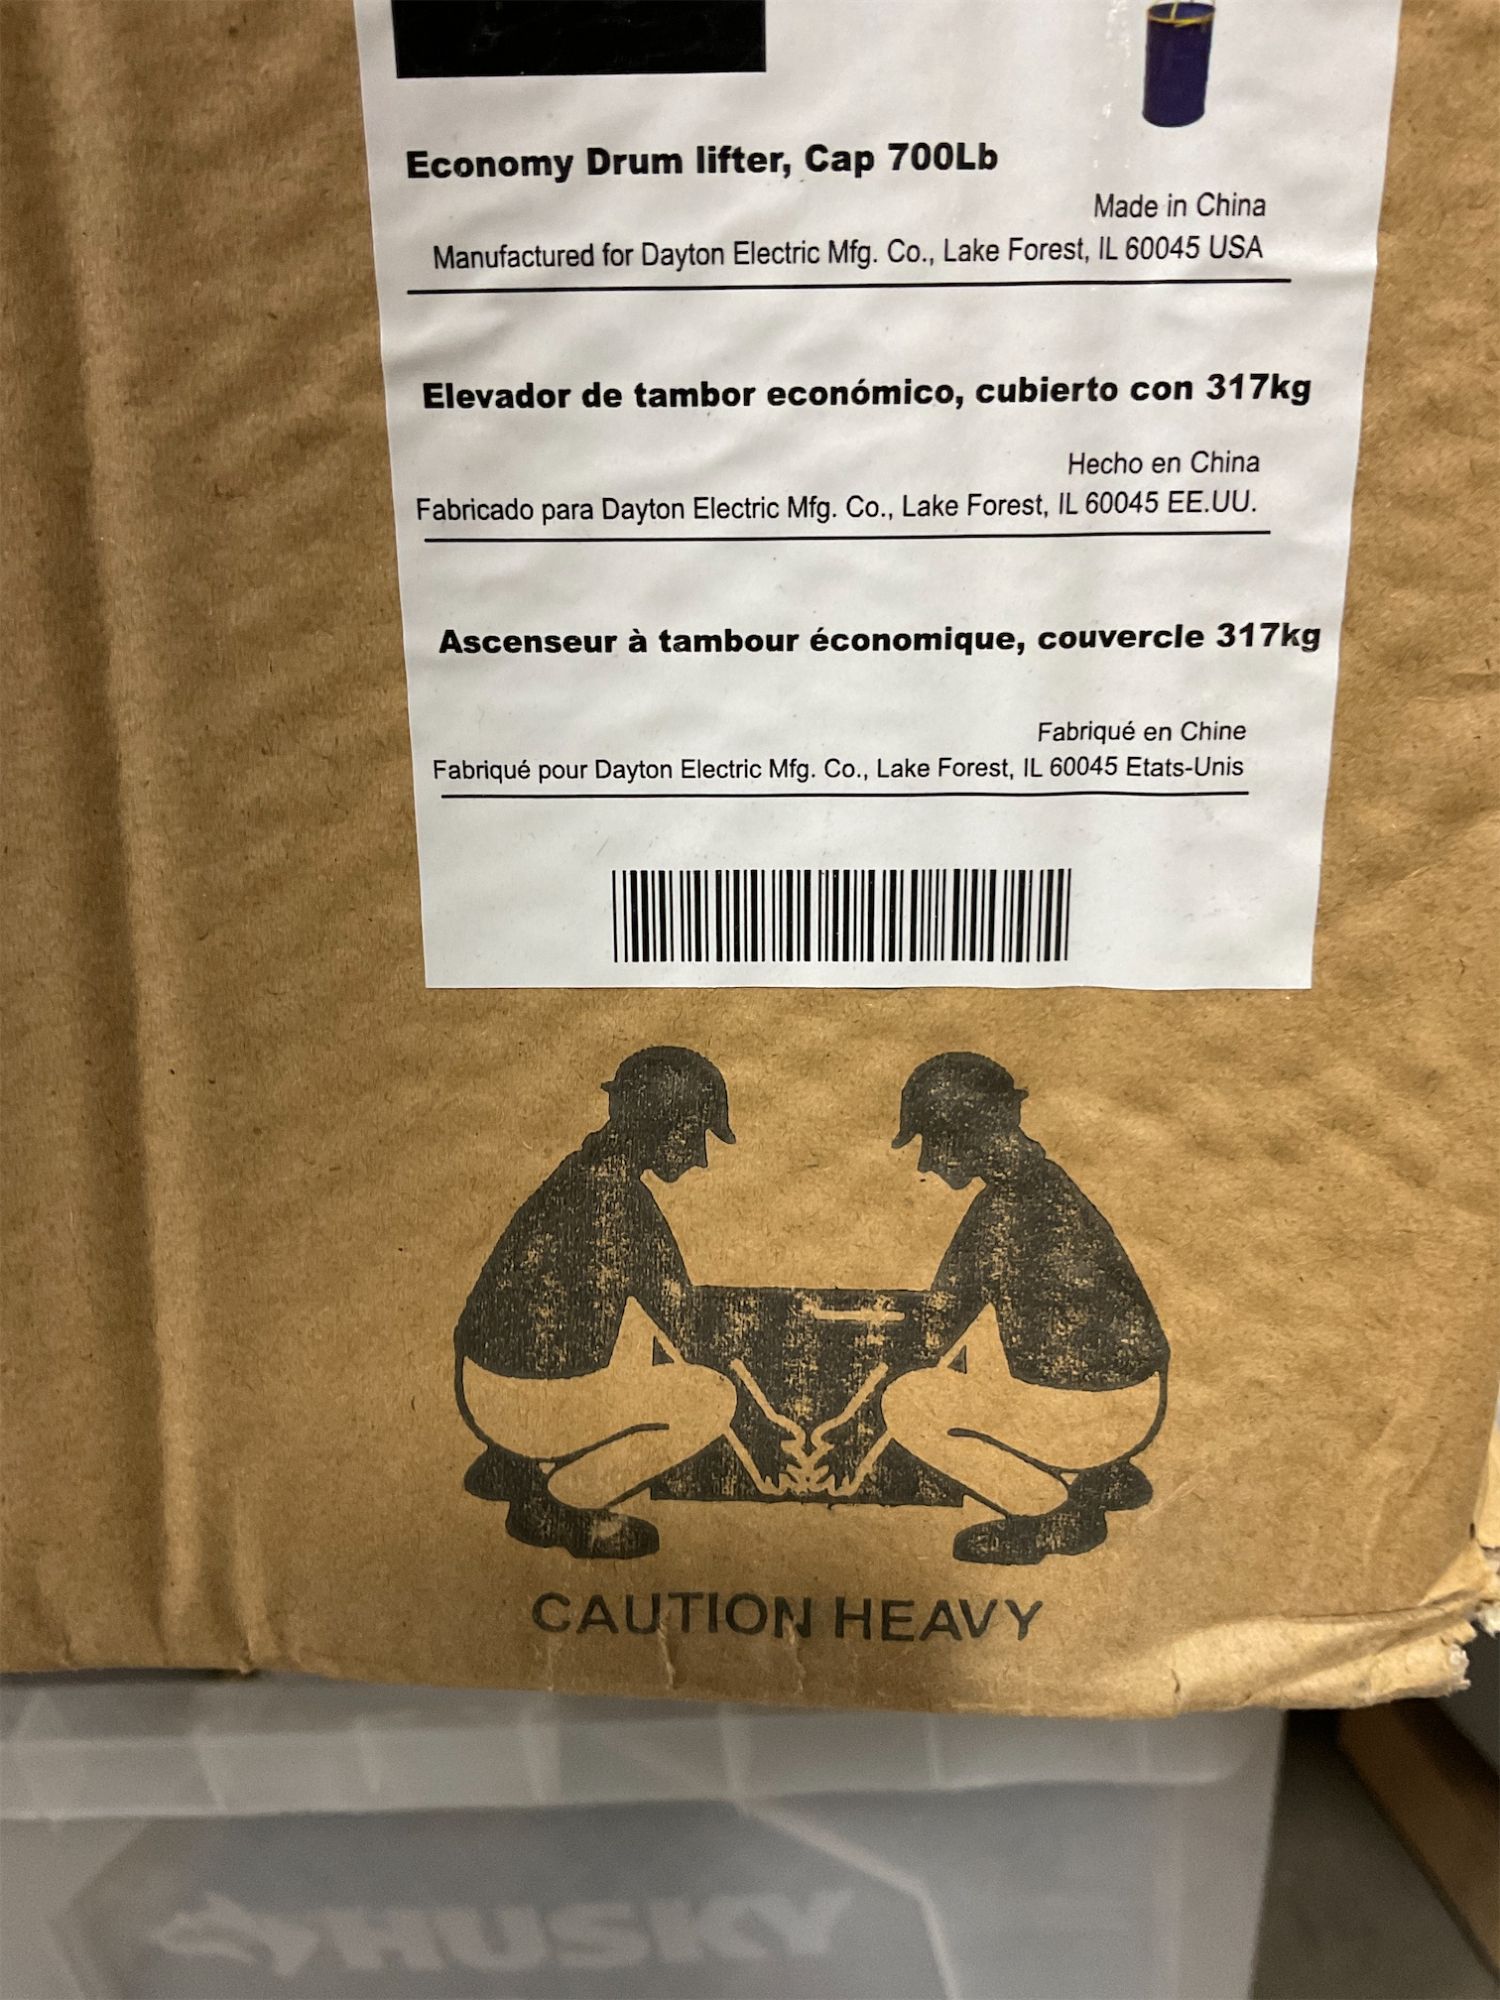 Economy Drum lifter, Cap 700Lb
Made in China
Manufactured for Dayton Electric Mfg. Co., Lake Forest, IL 60045 USA
Elevador de tambor económico, cubierto con 317kg
Hecho en China
Fabricado para Dayton Electric Mfg. Co., Lake Forest, IL 60045 EE.UU.
Ascenseur à tambour économique, couvercle 317kg
Fabriqué en Chine
Fabriqué pour Dayton Electric Mfg. Co., Lake Forest, IL 60045 Etats-Unis
CAUTION HEAVY
HUSKY